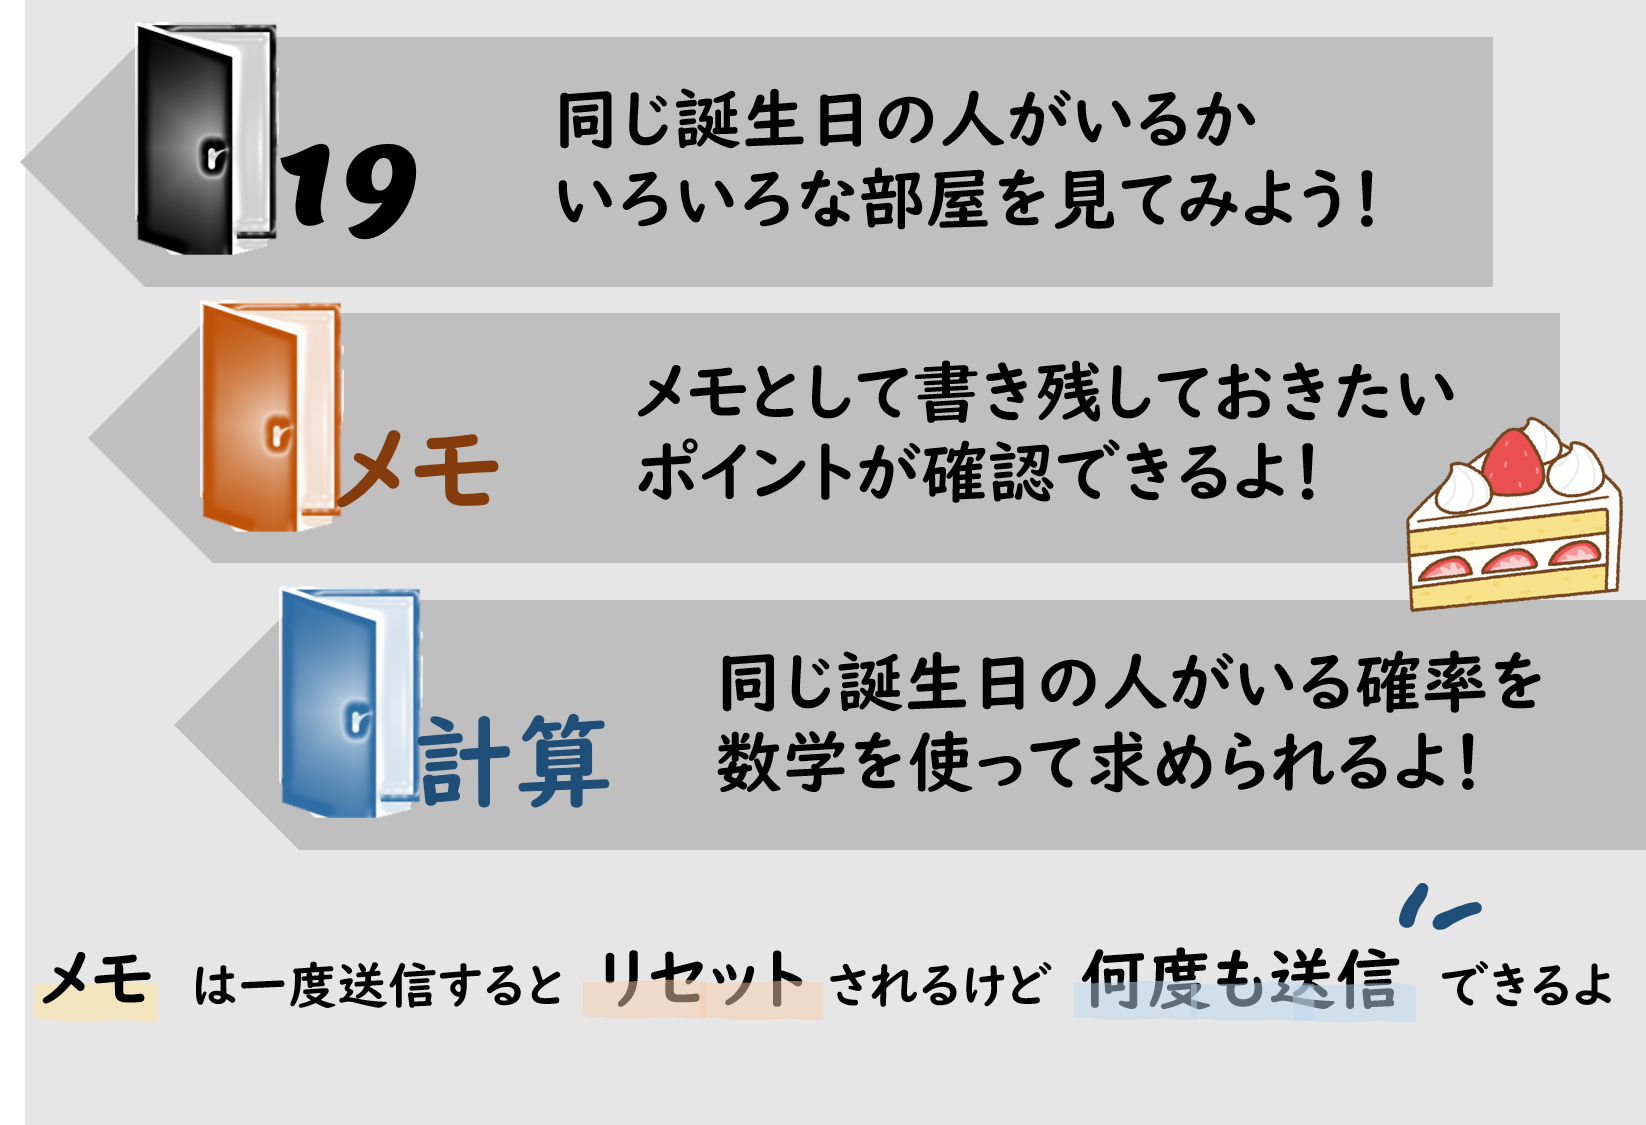 19
同じ誕生日の人がいるか
いろいろな部屋を見てみよう!
メモ
メモとして書き残しておきたい
ポイントが確認できるよ!
計算
同じ誕生日の人がいる確率を
数学を使って求められるよ!
メモ は一度送信すると リセット されるけど 何度も送信 できるよ